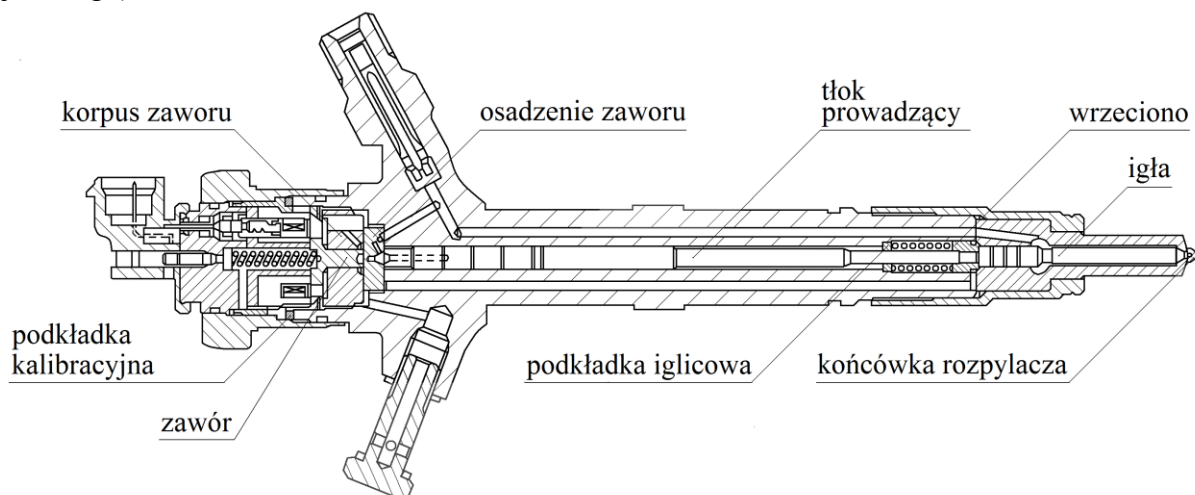 korpus zaworu
osadzenie zaworu
tłok
prowadzący
wrzeciono
igła
podkładka
kalibracyjna
zawór
podkładka iglicowa
końcówka rozpylacza